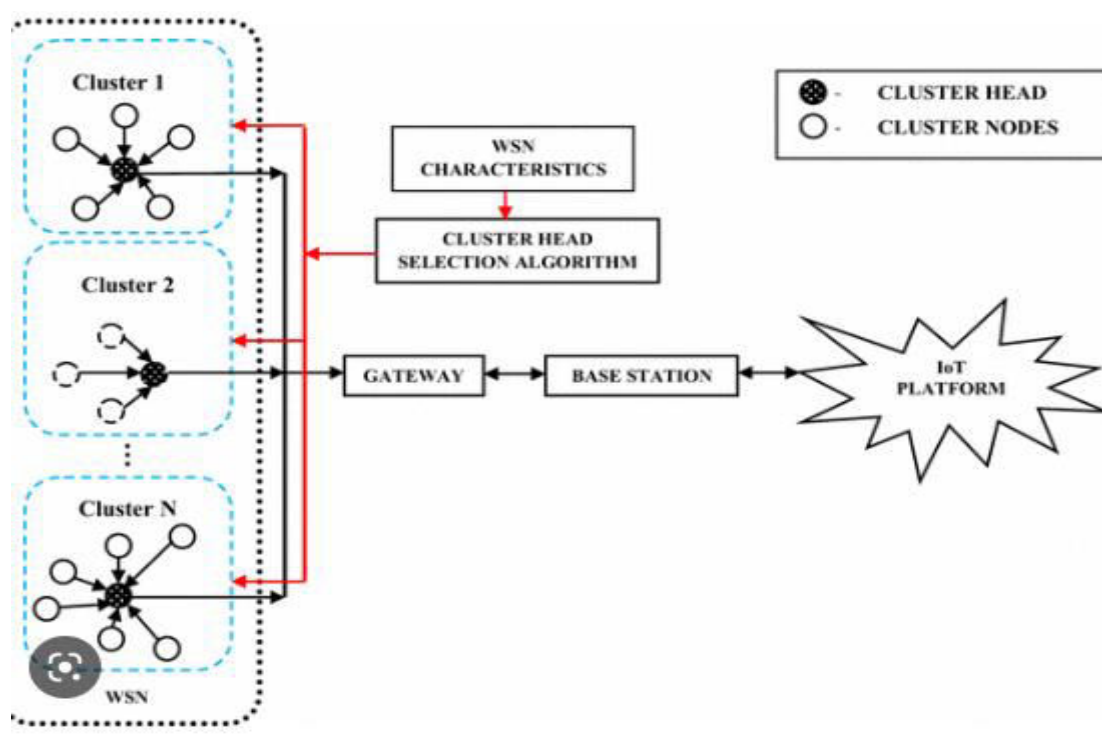 Cluster 1
Cluster 2
Cluster N
WSN
WSN
CHARACTERISTICS
CLUSTER HEAD
SELECTION ALGORITHM
GATEWAY
BASE STATION
IoT
PLATFORM
- CLUSTER HEAD
- CLUSTER NODES